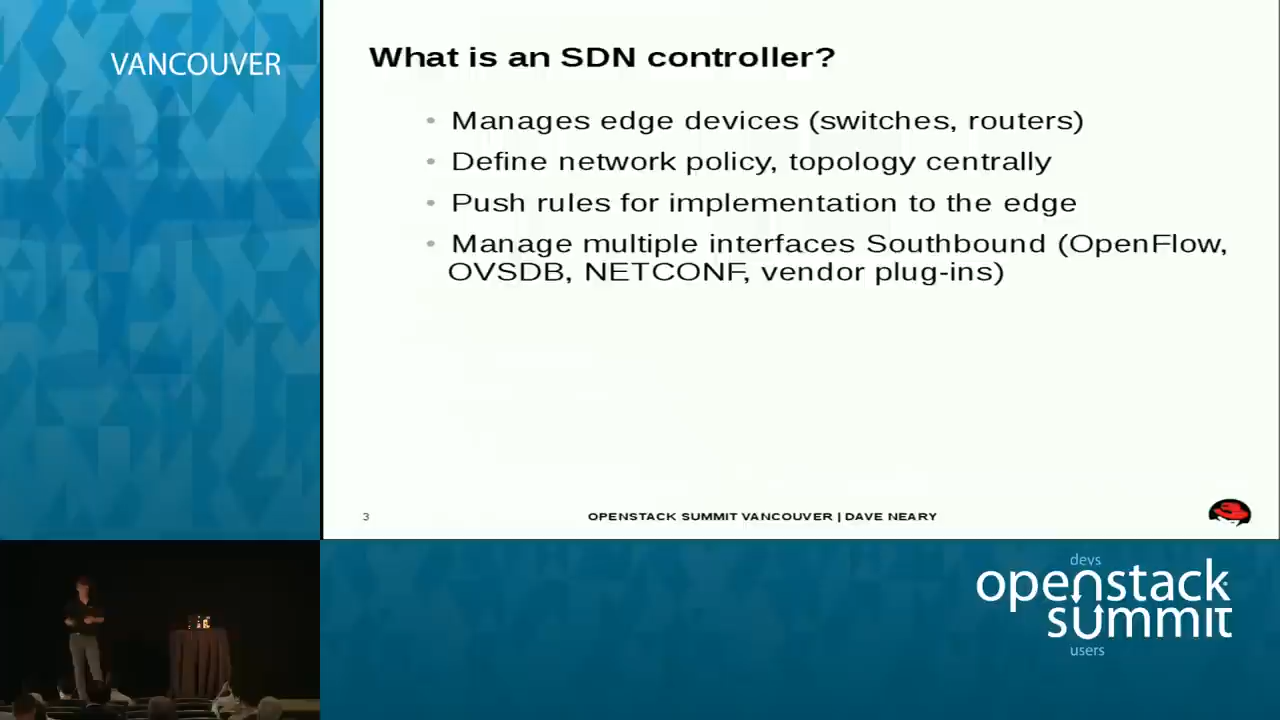 VANCOUVER
What is an SDN controller?
• Manages edge devices (switches, routers)
• Define network policy, topology centrally
• Push rules for implementation to the edge
• Manage multiple interfaces Southbound (OpenFlow,
OVSDB, NETCONF, vendor plug-ins)
3
OPENSTACK SUMMIT VANCOUVER | DAVE NEARY
devs
openstack
summit
users